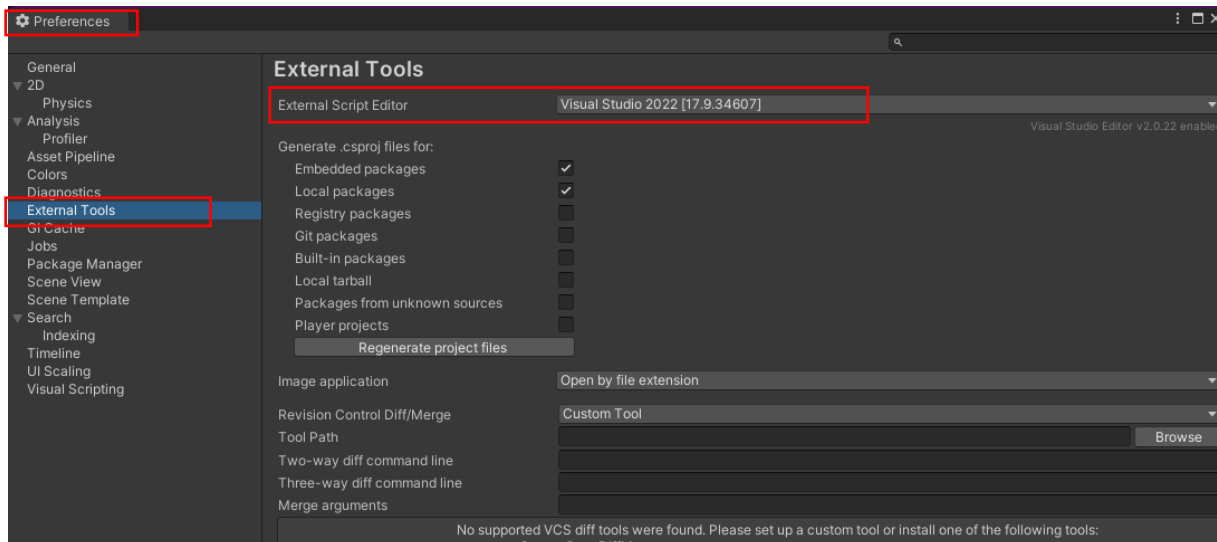 Preferences
General
2D
Physics
Analysis
Profiler
Asset Pipeline
Colors
Diagnostics
External Tools
GI Cache
Jobs
Package Manager
Scene View
Scene Template
Search
Indexing
Timeline
UI Scaling
Visual Scripting
External Tools
External Script Editor Visual Studio 2022 [17.9.34607]
Visual Studio Editor v2.0.22 enable
Generate .csproj files for:
Embedded packages
Local packages
Registry packages
Git packages
Built-in packages
Local tarball
Packages from unknown sources
Player projects
Regenerate project files
Image application Open by file extension
Revision Control Diff/Merge Custom Tool
Tool Path Browse
Two-way diff command line
Three-way diff command line
Merge arguments
No supported VCS diff tools were found. Please set up a custom tool or install one of the following tools: